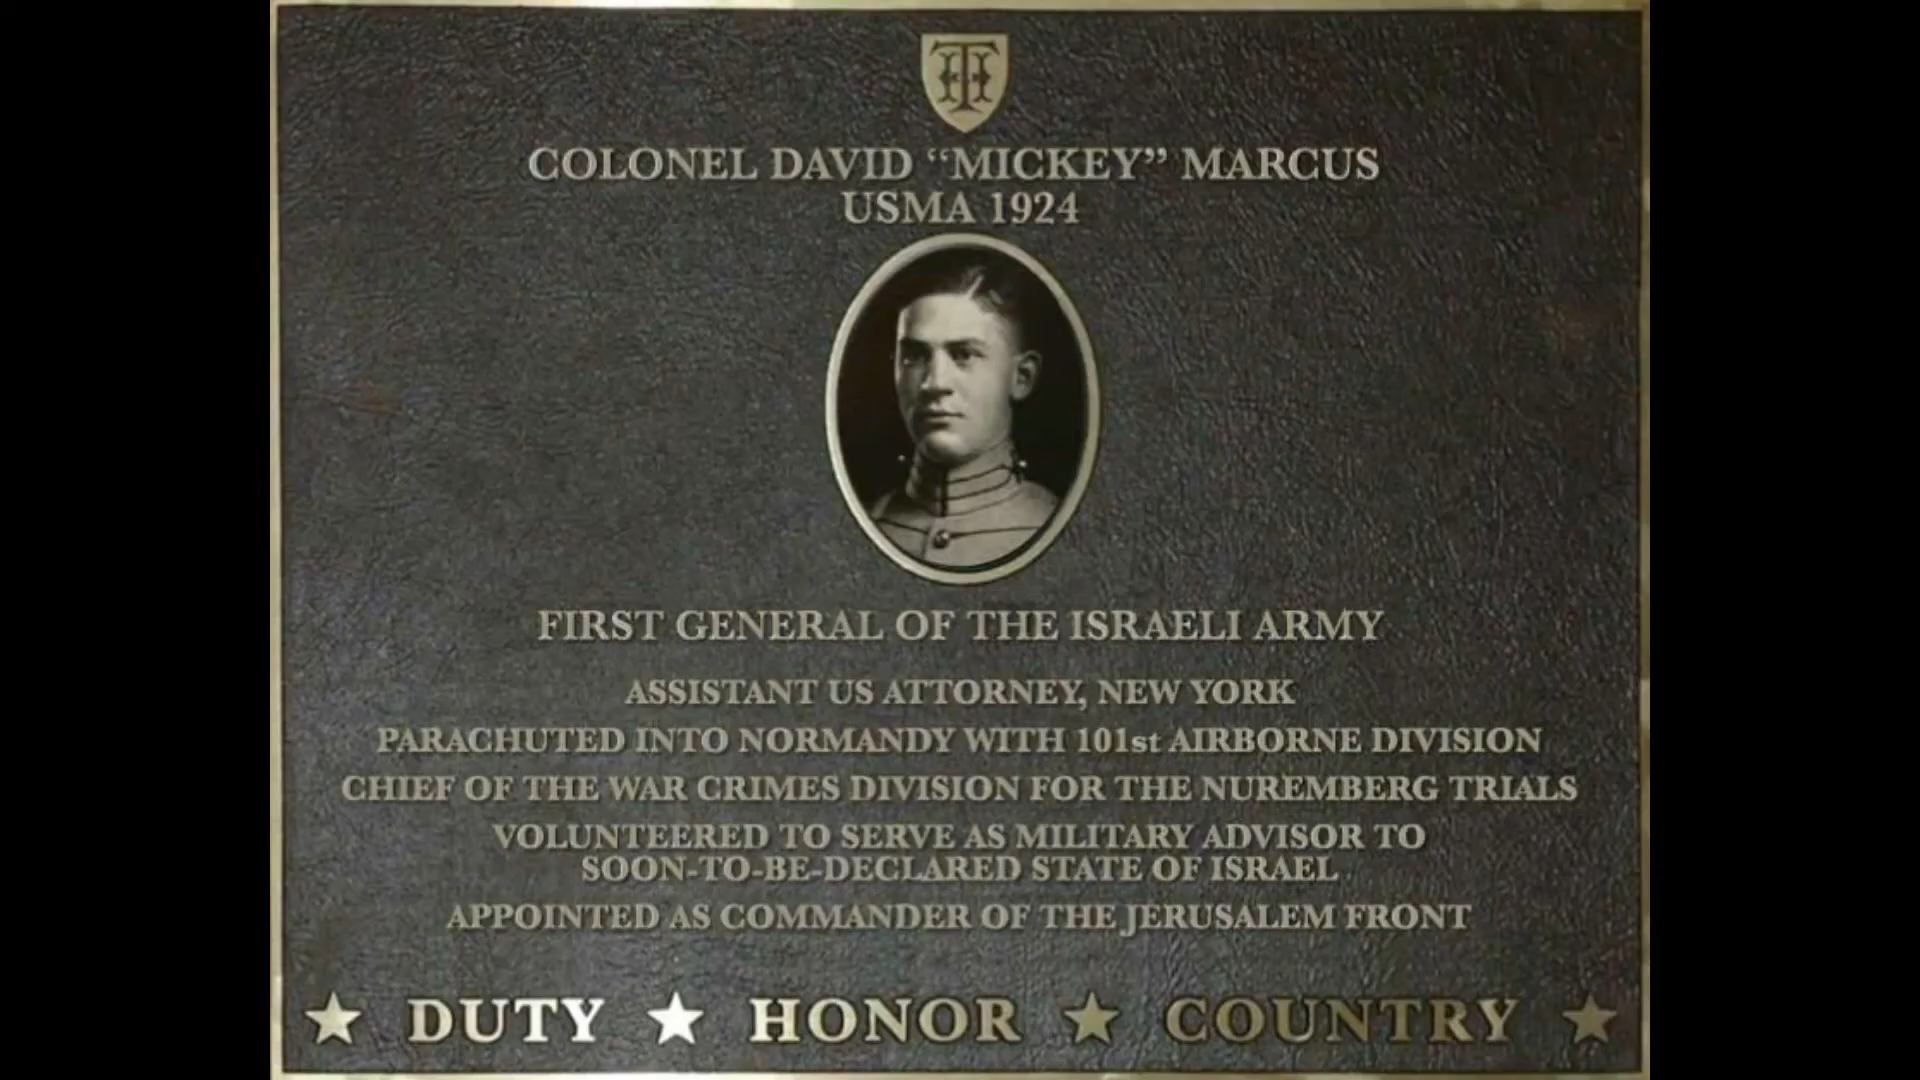 COLONEL DAVID “MICKEY” MARCUS
USMA 1924
FIRST GENERAL OF THE ISRAELI ARMY
ASSISTANT US ATTORNEY, NEW YORK
PARACHUTED INTO NORMANDY WITH 101st AIRBORNE DIVISION
CHIEF OF THE WAR CRIMES DIVISION FOR THE NUREMBERG TRIALS
VOLUNTEERED TO SERVE AS MILITARY ADVISOR TO
SOON-TO-BE-DECLARED STATE OF ISRAEL
APPOINTED AS COMMANDER OF THE JERUSALEM FRONT
★ DUTY ★ HONOR ★ COUNTRY ★